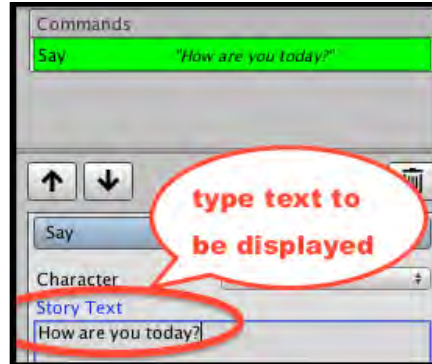 Commands
Say "How are you today?"
type text to
be displayed
Say
Character
Story Text
How are you today?